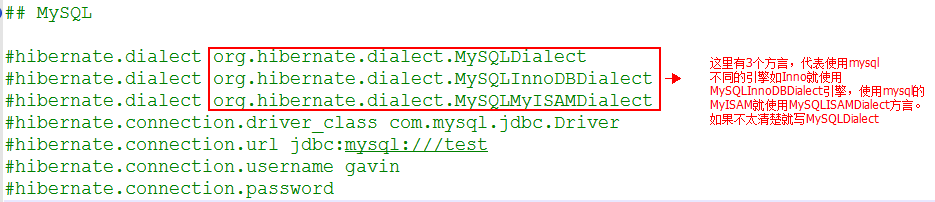 ## MySQL
#hibernate.dialect org.hibernate.dialect.MySQLDialect
#hibernate.dialect org.hibernate.dialect.MySQLInnoDBDialect
#hibernate.dialect org.hibernate.dialect.MySQLMyISAMDialect
#hibernate.connection.driver_class com.mysql.jdbc.Driver
#hibernate.connection.url jdbc:mysql:///test
#hibernate.connection.username gavin
#hibernate.connection.password
这里有3个方言，代表使用mysql
不同的引擎如Inno就使用
MySQLInnoDBDialect引擎，使用mysql的
MyISAM就使用MySQLISAMDialect方言。
如果不太清楚就写MySQLDialect